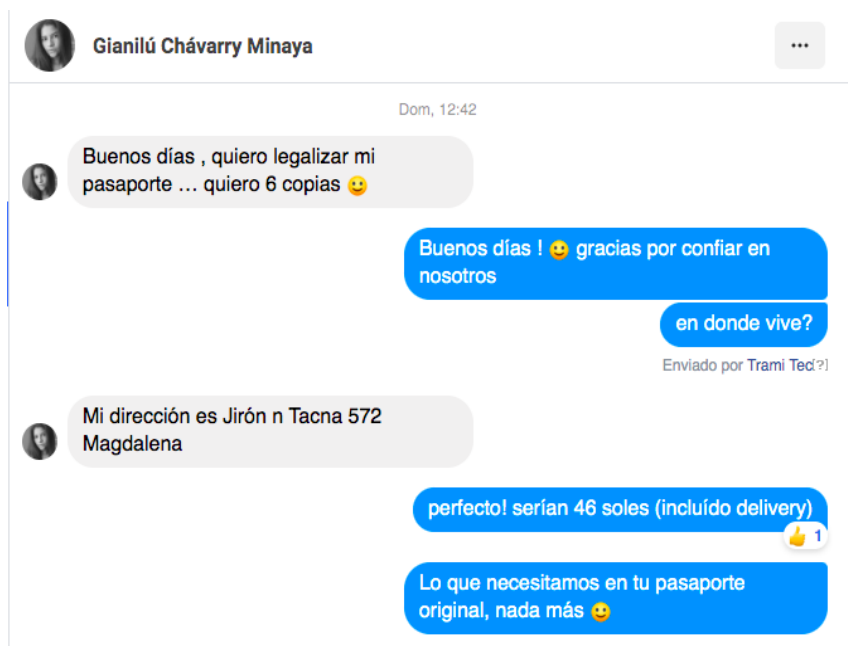 Gianilú Chávarry Minaya
...
Dom, 12:42
Buenos días , quiero legalizar mi
pasaporte ... quiero 6 copias 🙂
Buenos días ! 🙂 gracias por confiar en
nosotros
en donde vive?
Enviado por Trami Tec[?]
Mi dirección es Jirón n Tacna 572
Magdalena
perfecto! serían 46 soles (incluído delivery)
👍 1
Lo que necesitamos en tu pasaporte
original, nada más 🙂